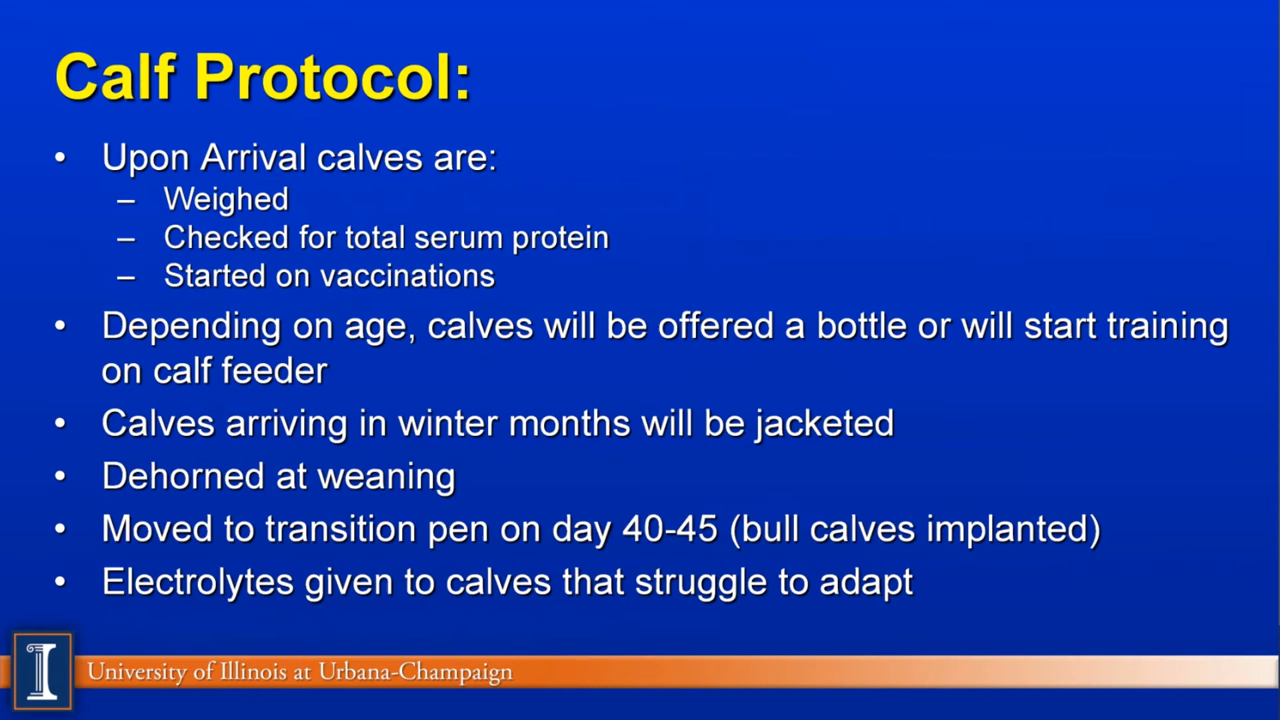 Calf Protocol:
• Upon Arrival calves are:
– Weighed
– Checked for total serum protein
– Started on vaccinations
• Depending on age, calves will be offered a bottle or will start training
on calf feeder
• Calves arriving in winter months will be jacketed
• Dehorned at weaning
• Moved to transition pen on day 40-45 (bull calves implanted)
• Electrolytes given to calves that struggle to adapt
I University of Illinois at Urbana-Champaign